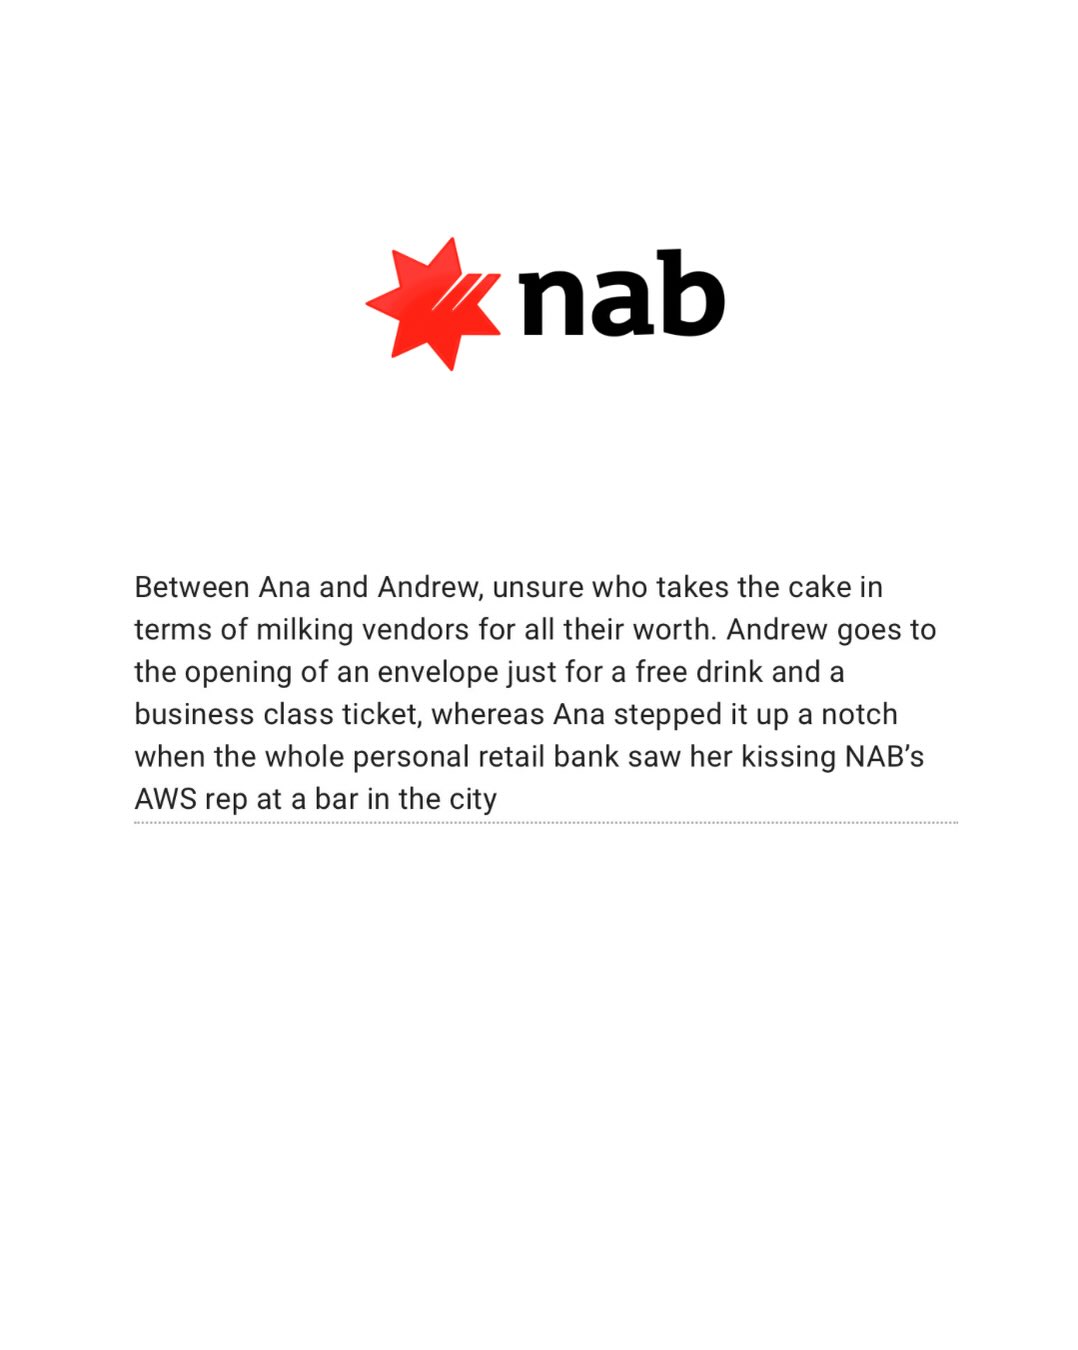 nab
Between Ana and Andrew, unsure who takes the cake in
terms of milking vendors for all their worth. Andrew goes to
the opening of an envelope just for a free drink and a
business class ticket, whereas Ana stepped it up a notch
when the whole personal retail bank saw her kissing NAB’s
AWS rep at a bar in the city